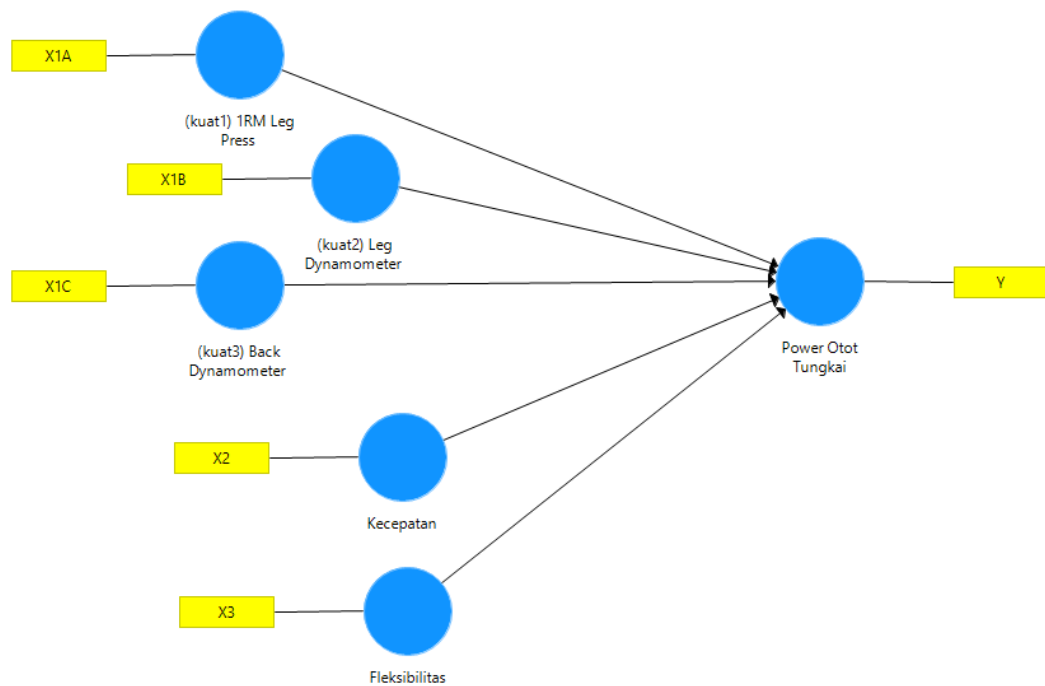 X1A
(kuat1) 1RM Leg
Press
X1B
(kuat2) Leg
Dynamometer
X1C
(kuat3) Back
Dynamometer
Power Otot
Tungkai
Y
X2
Kecepatan
X3
Fleksibilitas